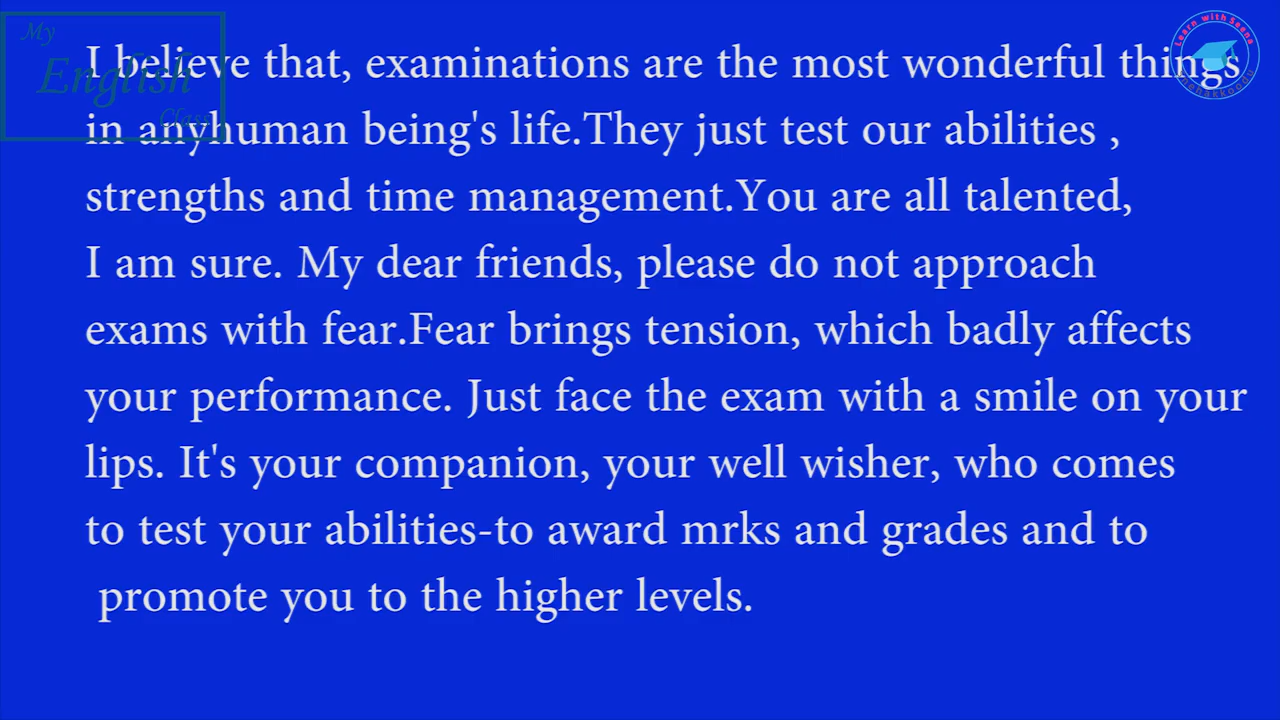 My
English
Class
Learn with Seena
I believe that, examinations are the most wonderful things
in anyhuman being's life.They just test our abilities ,
strengths and time management.You are all talented,
I am sure. My dear friends, please do not approach
exams with fear.Fear brings tension, which badly affects
your performance. Just face the exam with a smile on your
lips. It's your companion, your well wisher, who comes
to test your abilities-to award mrks and grades and to
promote you to the higher levels.